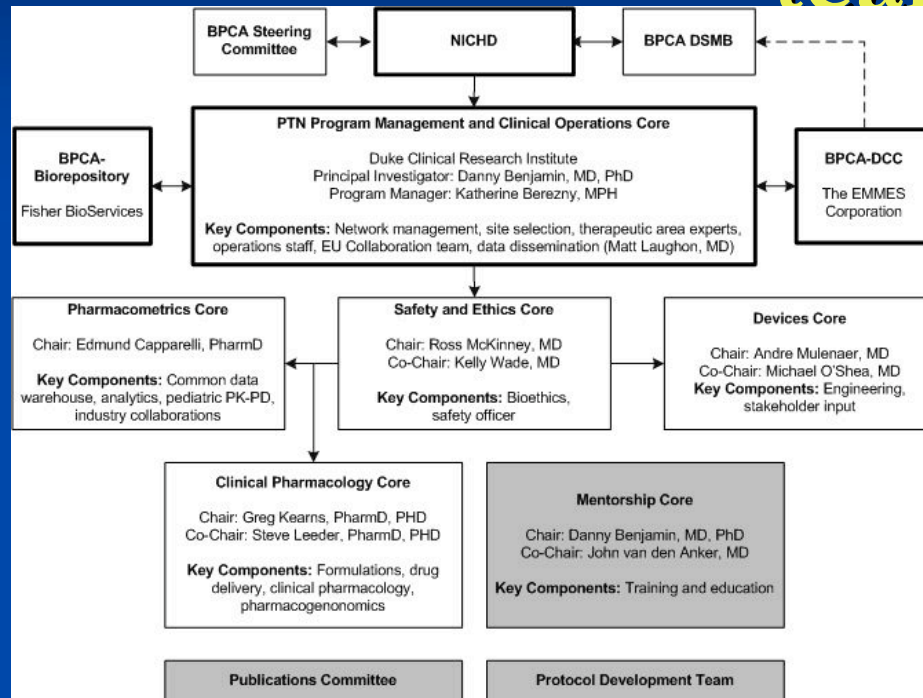 BPCA Steering
Committee
NICHD
BPCA DSMB
PTN Program Management and Clinical Operations Core
Duke Clinical Research Institute
Principal Investigator: Danny Benjamin, MD, PhD
Program Manager: Katherine Berezny, MPH
Key Components: Network management, site selection, therapeutic area experts,
operations staff, EU Collaboration team, data dissemination (Matt Laughon, MD)
BPCA-
Biorepository
Fisher BioServices
BPCA-DCC
The EMMES
Corporation
Pharmacometrics Core
Chair: Edmund Capparelli, PharmD
Key Components: Common data
warehouse, analytics, pediatric PK-PD,
industry collaborations
Safety and Ethics Core
Chair: Ross McKinney, MD
Co-Chair: Kelly Wade, MD
Key Components: Bioethics,
safety officer
Devices Core
Chair: Andre Mulenaer, MD
Co-Chair: Michael O'Shea, MD
Key Components: Engineering,
stakeholder input
Clinical Pharmacology Core
Chair: Greg Kearns, PharmD, PHD
Co-Chair: Steve Leeder, PharmD, PHD
Key Components: Formulations, drug
delivery, clinical pharmacology,
pharmacogenonomics
Mentorship Core
Chair: Danny Benjamin, MD, PhD
Co-Chair: John van den Anker, MD
Key Components: Training and education
Publications Committee
Protocol Development Team